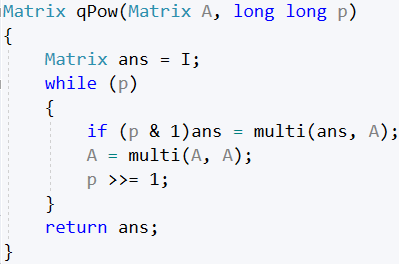 Matrix qPow(Matrix A, long long p)
{
    Matrix ans = I;
    while (p)
    {
        if (p & 1)ans = multi(ans, A);
        A = multi(A, A);
        p >>= 1;
    }
    return ans;
}